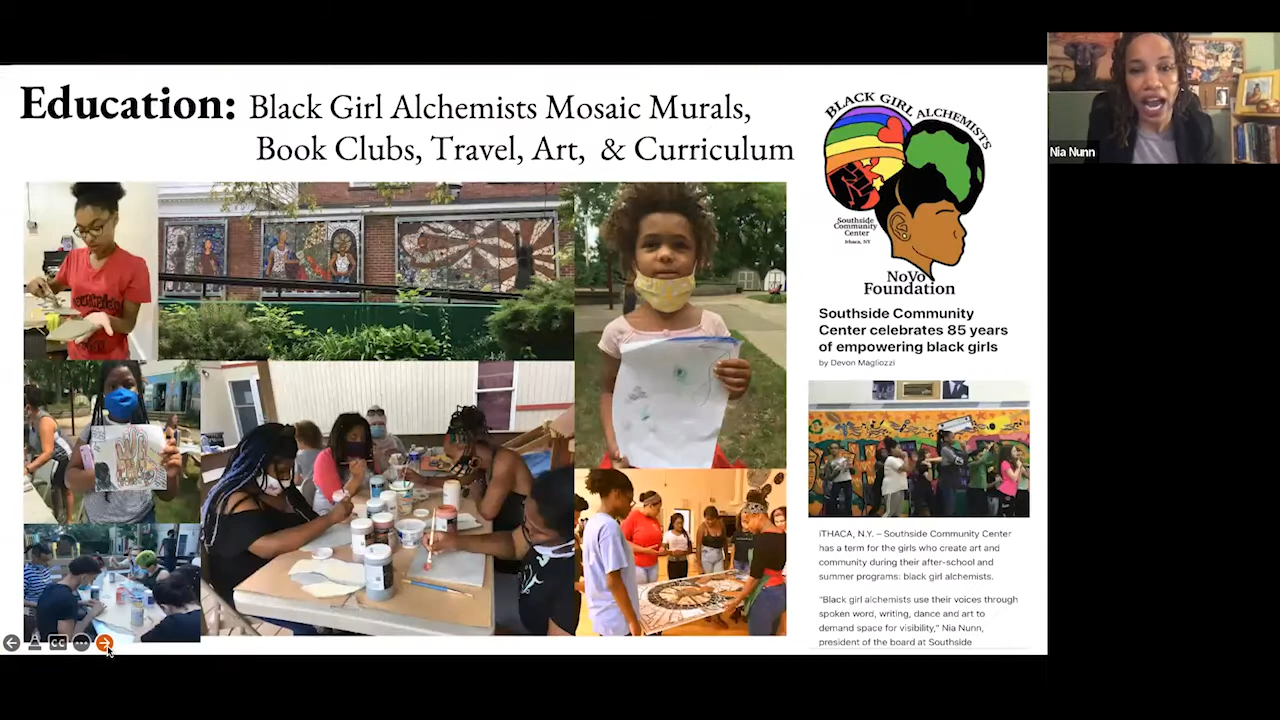 Education: Black Girl Alchemists Mosaic Murals,
Book Clubs, Travel, Art, & Curriculum
BLACK GIRL ALCHEMISTS
Southside
Community
Center
Ithaca, NY
NoVo
Foundation
Southside Community
Center celebrates 85 years
of empowering black girls
by Devon Magliozzi
iTHACA, N.Y. – Southside Community Center
has a term for the girls who create art and
community during their after-school and
summer programs: black girl alchemists.
"Black girl alchemists use their voices through
spoken word, writing, dance and art to
demand space for visibility," Nia Nunn,
president of the board at Southside
Nia Nunn
CC